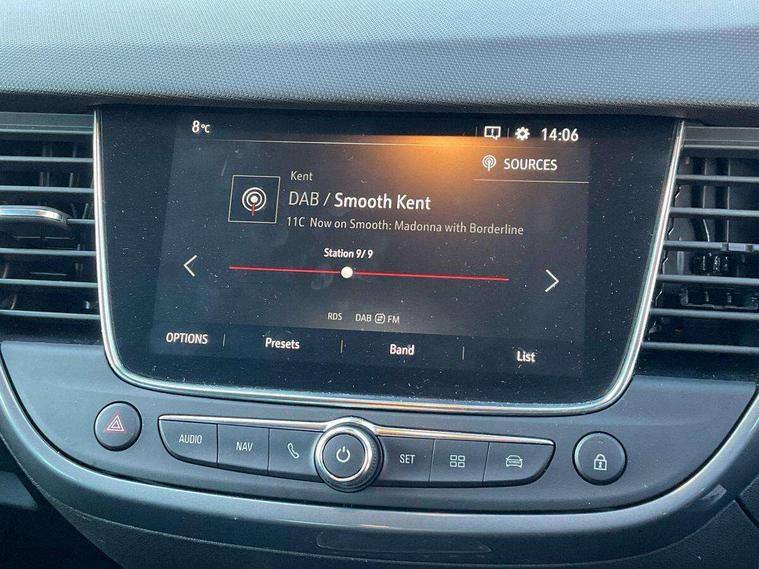 8°C
14:06
SOURCES
Kent
DAB / Smooth Kent
11C Now on Smooth: Madonna with Borderline
Station 9/9
RDS DAB FM
OPTIONS Presets Band List
AUDIO NAV SET